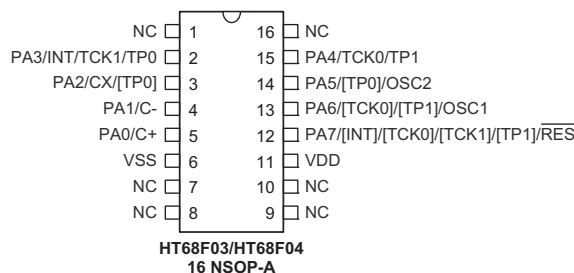 NC 1 16 NC
PA3/INT/TCK1/TP0 2 15 PA4/TCK0/TP1
PA2/CX/[TP0] 3 14 PA5/[TP0]/OSC2
PA1/C- 4 13 PA6/[TCK0]/[TP1]/OSC1
PA0/C+ 5 12 PA7/[INT]/[TCK0]/[TCK1]/[TP1]/RES
VSS 6 11 VDD
NC 7 10 NC
NC 8 9 NC
HT68F03/HT68F04
16 NSOP-A